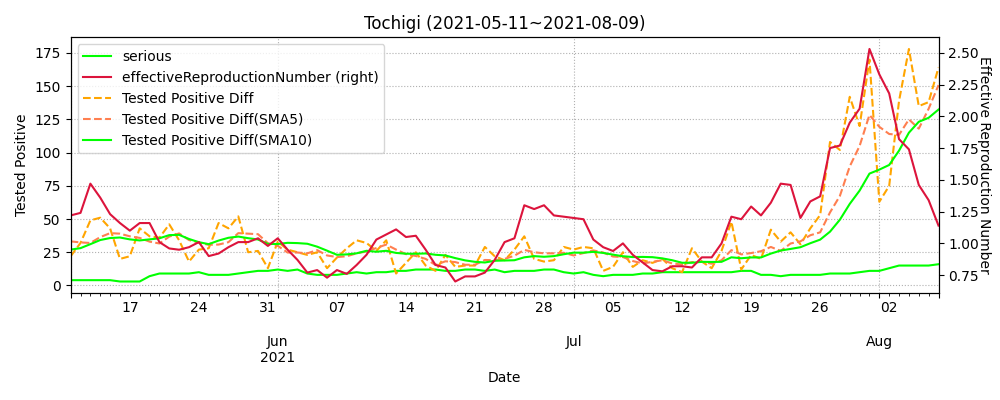 Tochigi (2021-05-11~2021-08-09)
serious
effectiveReproductionNumber (right)
Tested Positive Diff
Tested Positive Diff(SMA5)
Tested Positive Diff(SMA10)
Tested Positive
175
150
125
100
75
50
25
0
2.50
2.25
2.00
1.75
1.50
1.25
1.00
0.75
Effective Reproduction Number
17 24 31 07 14 21 28 05 12 19 26 02
Jun Jul Aug
2021
Date